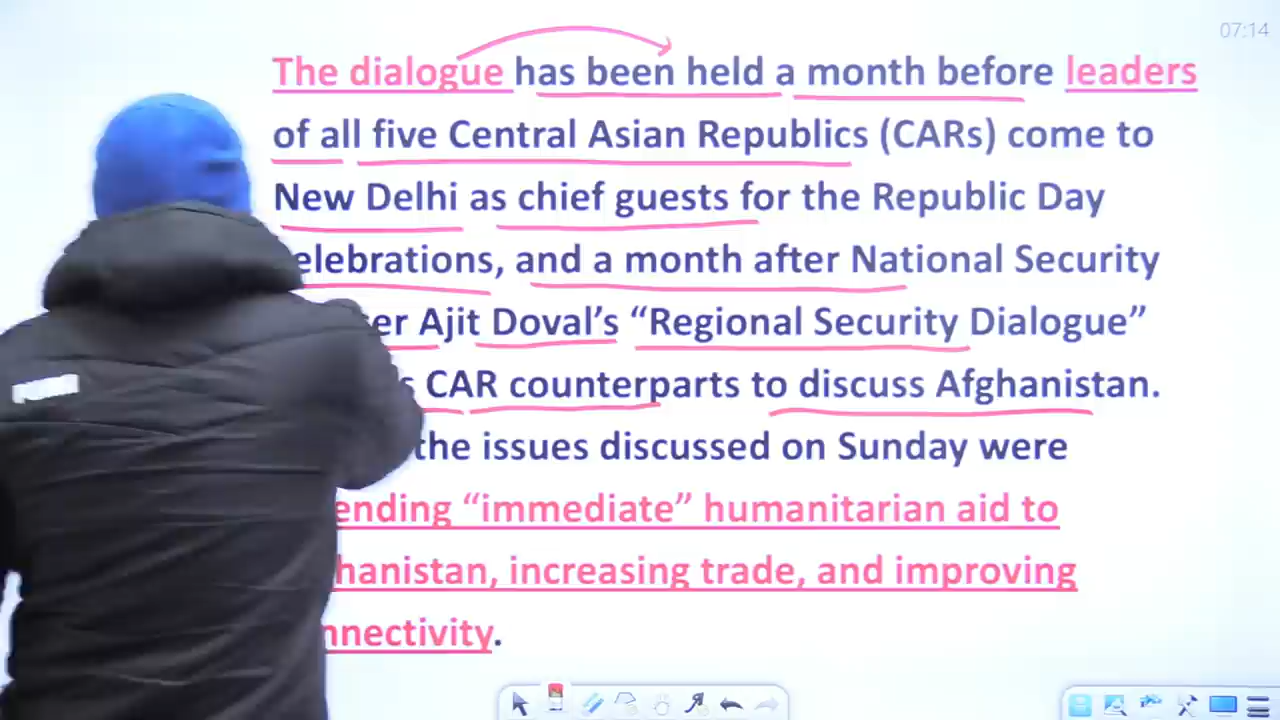 07:14
The dialogue has been held a month before leaders
of all five Central Asian Republics (CARs) come to
New Delhi as chief guests for the Republic Day
elebrations, and a month after National Security
er Ajit Doval’s “Regional Security Dialogue”
s CAR counterparts to discuss Afghanistan.
the issues discussed on Sunday were
ending “immediate” humanitarian aid to
hanistan, increasing trade, and improving
nnectivity.